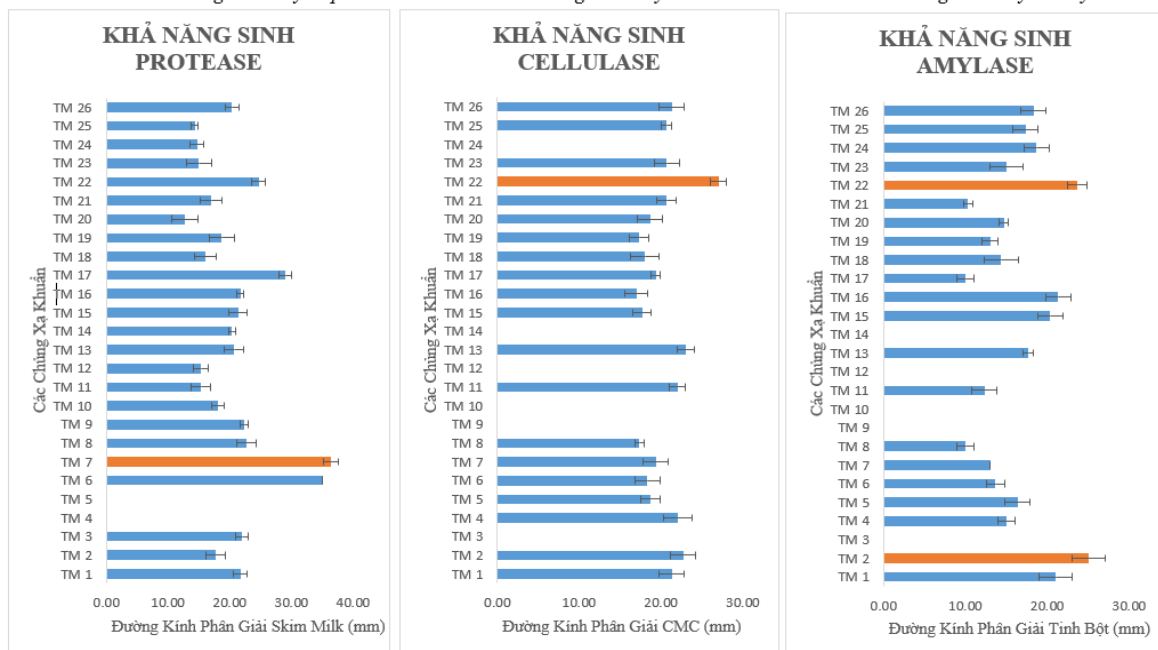 KHẢ NĂNG SINH
PROTEASE
TM 26
TM 25
TM 24
TM 23
TM 22
TM 21
TM 20
TM 19
TM 18
TM 17
TM 16
TM 15
TM 14
TM 13
TM 12
TM 11
TM 10
TM 9
TM 8
TM 7
TM 6
TM 5
TM 4
TM 3
TM 2
TM 1
Các Chủng Xạ Khuẩn
0.00 10.00 20.00 30.00 40.00
Đường Kính Phân Giải Skim Milk (mm)
KHẢ NĂNG SINH
CELLULASE
TM 26
TM 25
TM 24
TM 23
TM 22
TM 21
TM 20
TM 19
TM 18
TM 17
TM 16
TM 15
TM 14
TM 13
TM 12
TM 11
TM 10
TM 9
TM 8
TM 7
TM 6
TM 5
TM 4
TM 3
TM 2
TM 1
Các Chủng Xạ Khuẩn
0.00 10.00 20.00 30.00
Đường Kính Phân Giải CMC (mm)
KHẢ NĂNG SINH
AMYLASE
TM 26
TM 25
TM 24
TM 23
TM 22
TM 21
TM 20
TM 19
TM 18
TM 17
TM 16
TM 15
TM 14
TM 13
TM 12
TM 11
TM 10
TM 9
TM 8
TM 7
TM 6
TM 5
TM 4
TM 3
TM 2
TM 1
Các Chủng Xạ Khuẩn
0.00 10.00 20.00 30.00
Đường Kính Phân Giải Tinh Bột (mm)